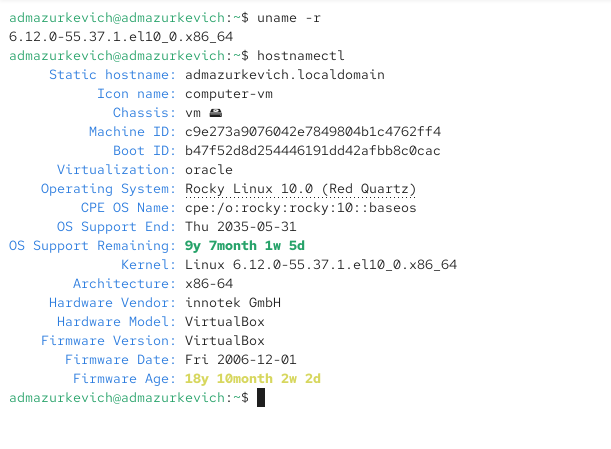 admazurkevich@admazurkevich:~$ uname -r
6.12.0-55.37.1.el10_0.x86_64
admazurkevich@admazurkevich:~$ hostnamectl
Static hostname: admazurkevich.localdomain
Icon name: computer-vm
Chassis: vm 🖴
Machine ID: c9e273a9076042e7849804b1c4762ff4
Boot ID: b47f52d8d254446191dd42afbb8c0cac
Virtualization: oracle
Operating System: Rocky Linux 10.0 (Red Quartz)
CPE OS Name: cpe:/o:rocky:rocky:10::baseos
OS Support End: Thu 2035-05-31
OS Support Remaining: 9y 7month 1w 5d
Kernel: Linux 6.12.0-55.37.1.el10_0.x86_64
Architecture: x86-64
Hardware Vendor: innotek GmbH
Hardware Model: VirtualBox
Firmware Version: VirtualBox
Firmware Date: Fri 2006-12-01
Firmware Age: 18y 10month 2w 2d
admazurkevich@admazurkevich:~$